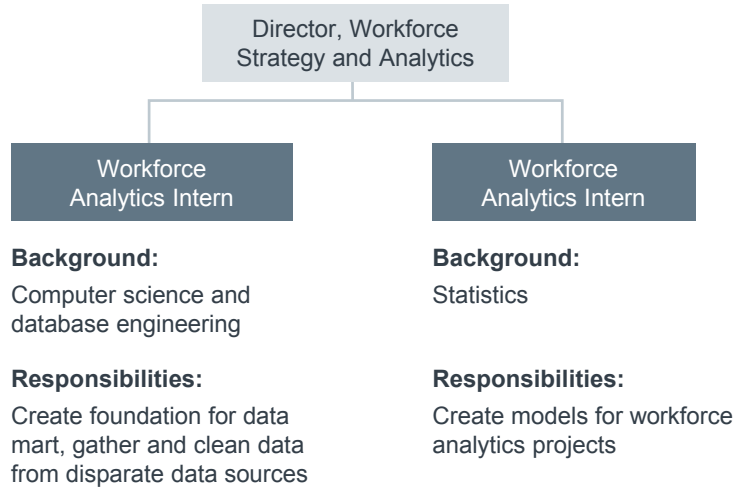 Director, Workforce
Strategy and Analytics
Workforce
Analytics Intern
Background:
Computer science and
database engineering
Responsibilities:
Create foundation for data
mart, gather and clean data
from disparate data sources
Workforce
Analytics Intern
Background:
Statistics
Responsibilities:
Create models for workforce
analytics projects